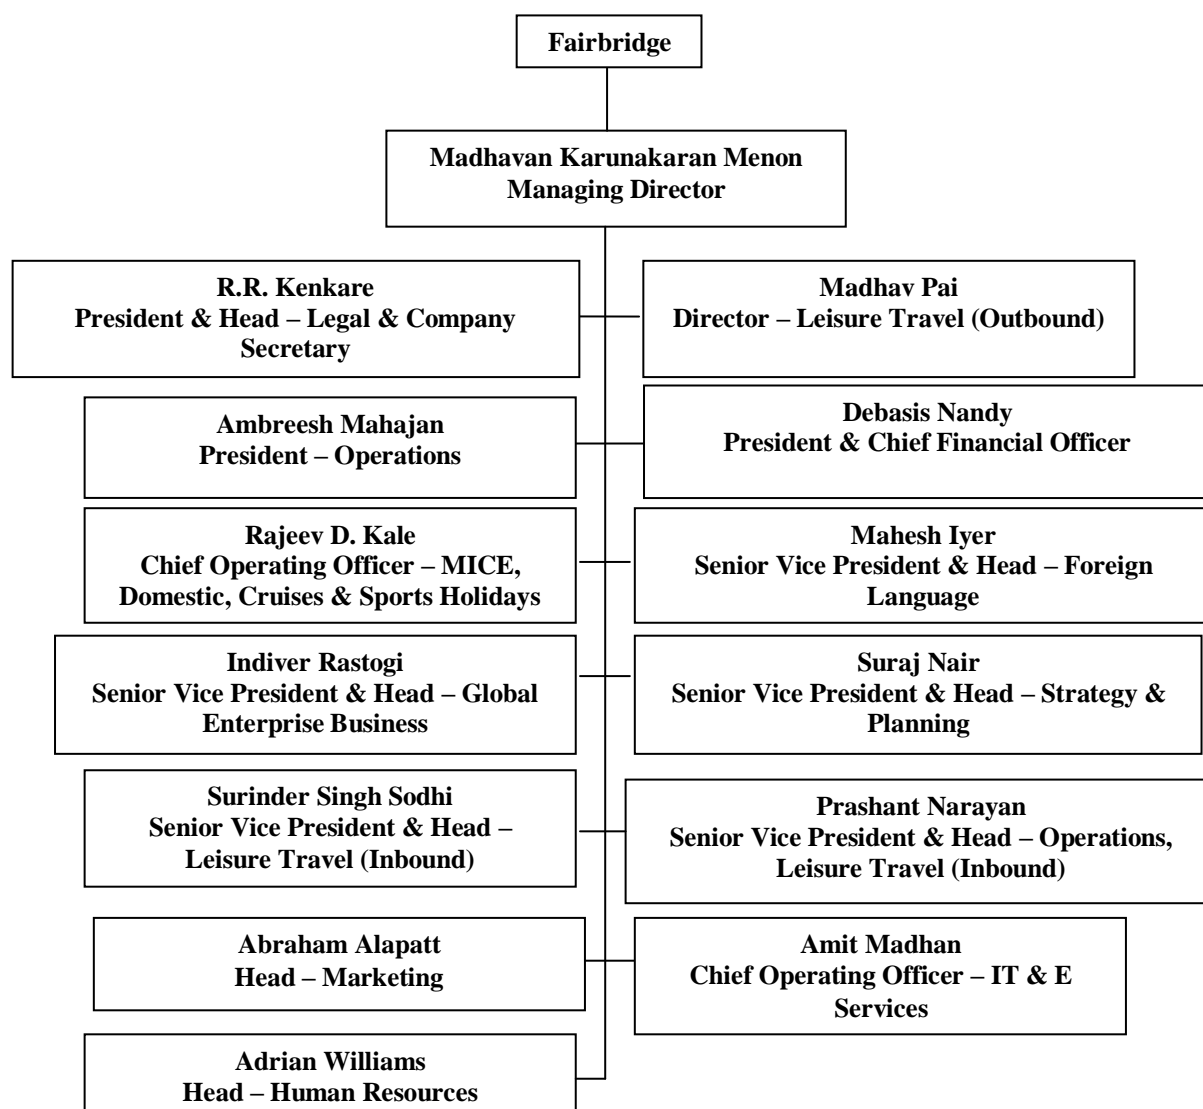 Fairbridge
Madhavan Karunakaran Menon
Managing Director
R.R. Kenkare
President & Head – Legal & Company
Secretary
Madhav Pai
Director – Leisure Travel (Outbound)
Ambreesh Mahajan
President – Operations
Debasis Nandy
President & Chief Financial Officer
Rajeev D. Kale
Chief Operating Officer – MICE,
Domestic, Cruises & Sports Holidays
Mahesh Iyer
Senior Vice President & Head – Foreign
Language
Indiver Rastogi
Senior Vice President & Head – Global
Enterprise Business
Suraj Nair
Senior Vice President & Head – Strategy &
Planning
Surinder Singh Sodhi
Senior Vice President & Head –
Leisure Travel (Inbound)
Prashant Narayan
Senior Vice President & Head – Operations,
Leisure Travel (Inbound)
Abraham Alapatt
Head – Marketing
Amit Madhan
Chief Operating Officer – IT & E
Services
Adrian Williams
Head – Human Resources